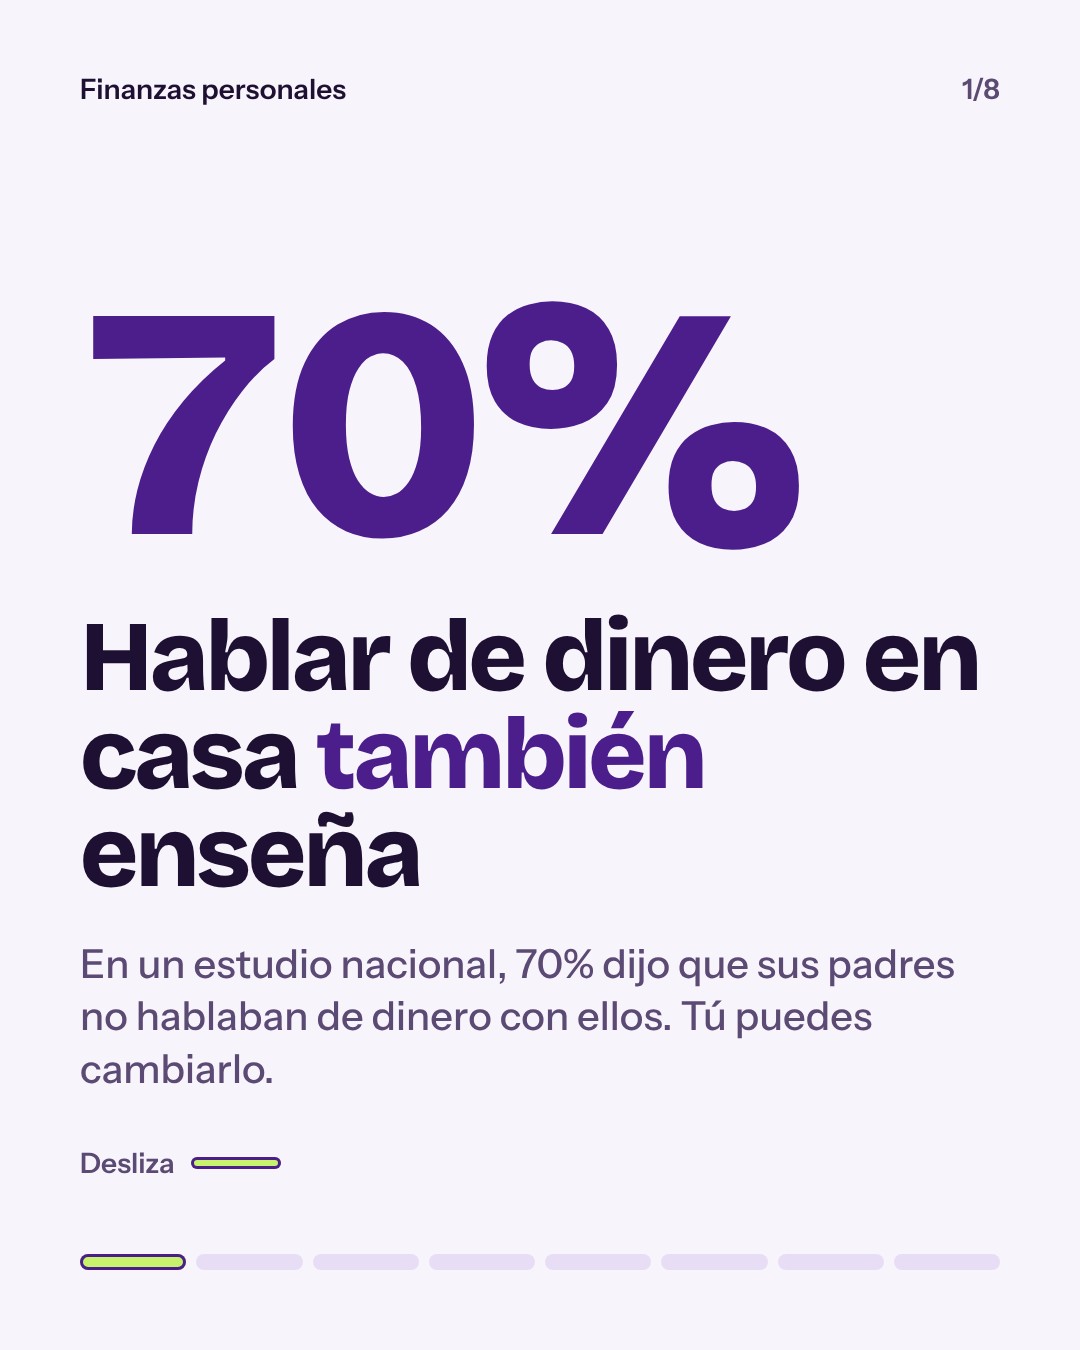 Finanzas personales
1/8
70%
Hablar de dinero en
casa también
enseña
En un estudio nacional, 70% dijo que sus padres
no hablaban de dinero con ellos. Tú puedes
cambiarlo.
Desliza